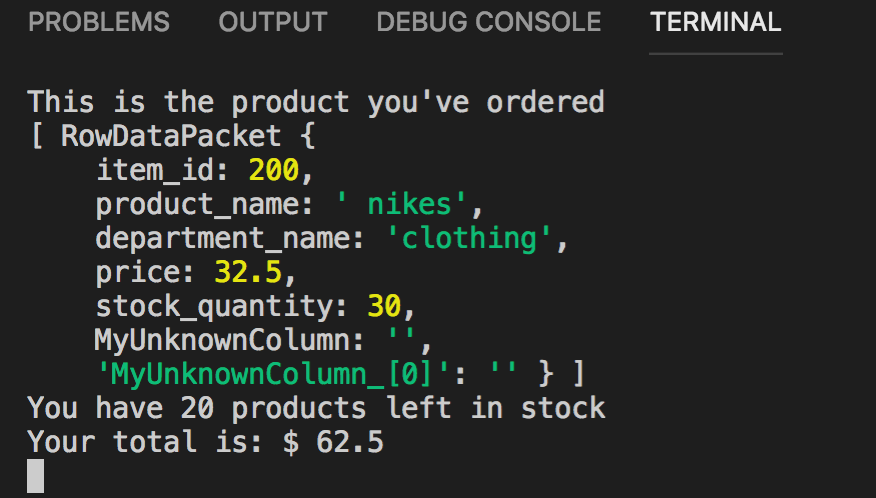 PROBLEMS OUTPUT DEBUG CONSOLE TERMINAL
This is the product you've ordered
[ RowDataPacket {
item_id: 200,
product_name: ' nikes',
department_name: 'clothing',
price: 32.5,
stock_quantity: 30,
MyUnknownColumn: '',
'MyUnknownColumn_[0]': '' } ]
You have 20 products left in stock
Your total is: $ 62.5